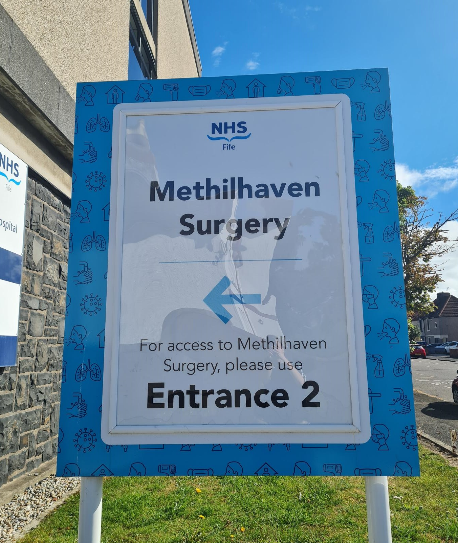 NHS
Fife
Methilhaven
Surgery
For access to Methilhaven
Surgery, please use
Entrance 2
NHS